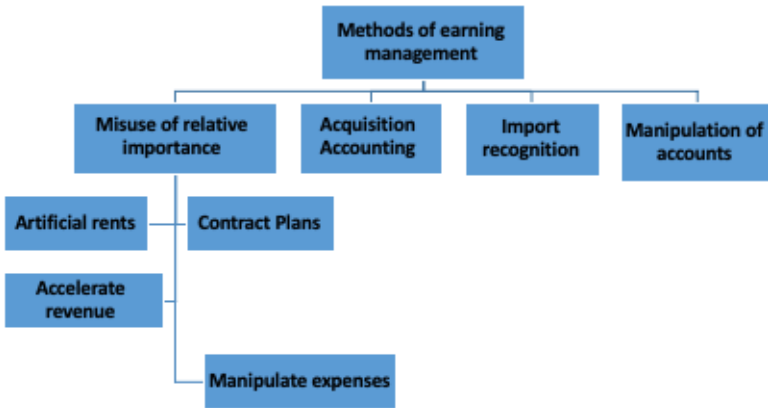 Methods of earning
management
Misuse of relative
importance
Acquisition
Accounting
Import
recognition
Manipulation of
accounts
Artificial rents
Contract Plans
Accelerate
revenue
Manipulate expenses